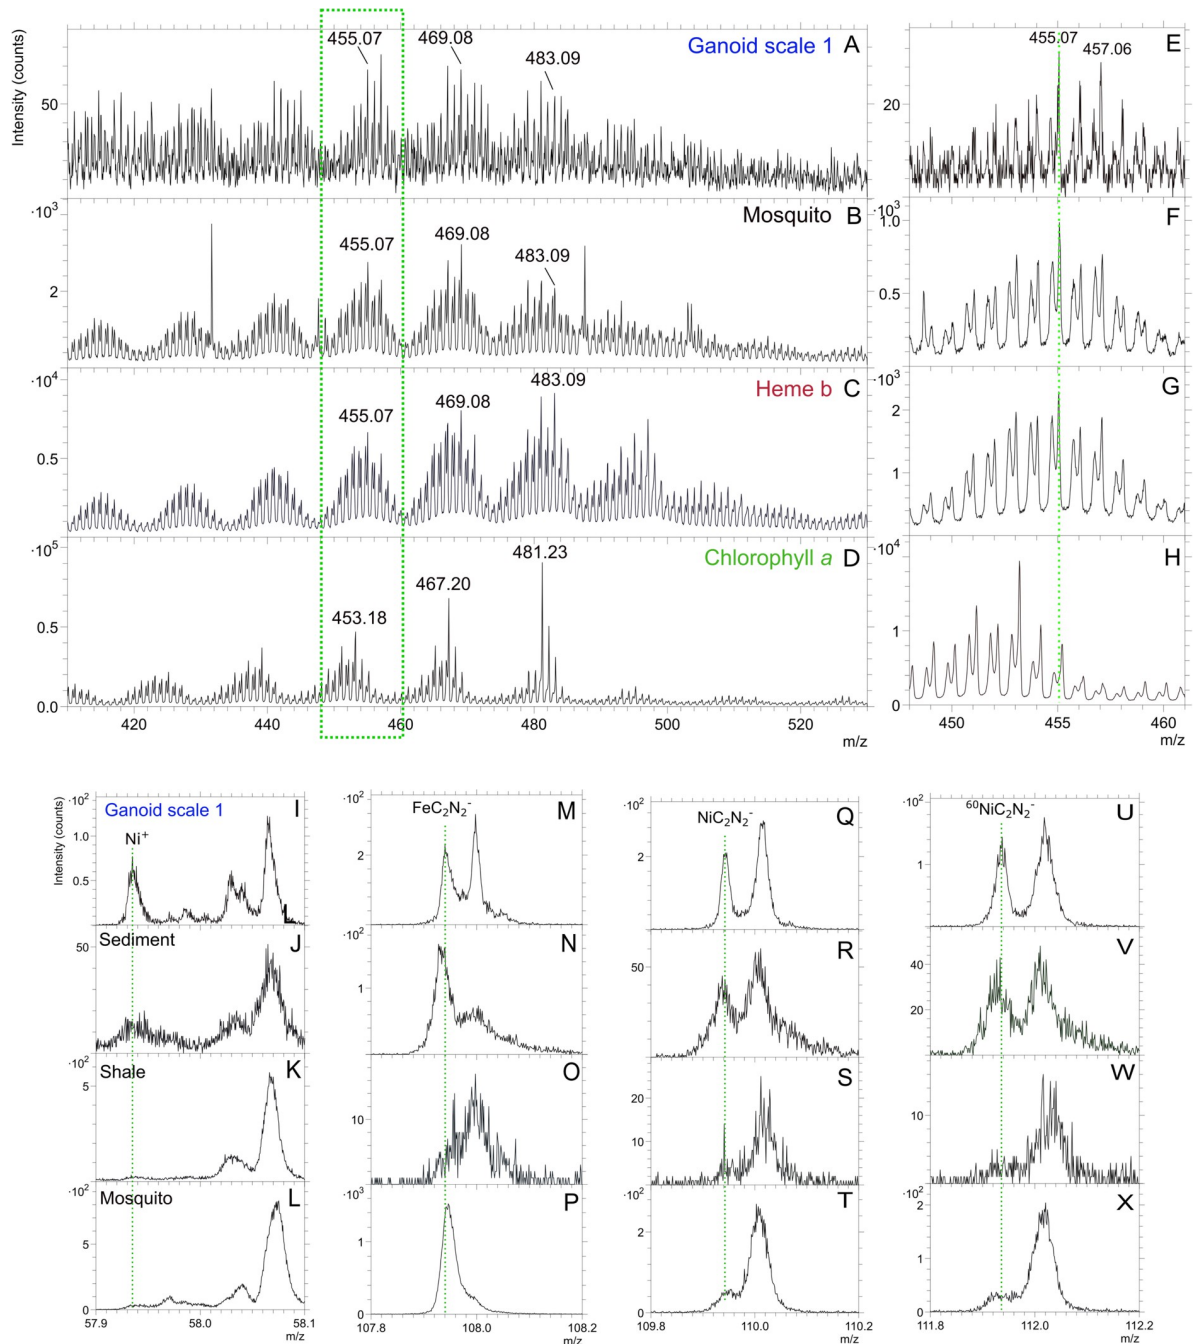 Intensity (counts)
50
455.07
469.08
483.09
Ganoid scale 1 A
455.07
457.06
E
20
·10³
2
455.07
469.08
483.09
Mosquito B
·10³
1.0
0.5
F
·10⁴
0.5
455.07
469.08
483.09
Heme b C
·10³
2
1
G
·10⁵
0.5
0.0
453.18
467.20
481.23
Chlorophyll a D
·10⁴
1
0
H
420 440 460 480 500 520
m/z
450 455 460
m/z
Intensity (counts)
·10²
1.0
0.5
Ganoid scale 1
Ni⁺
I
L
·10²
2
FeC₂N₂⁻
M
·10²
2
NiC₂N₂⁻
Q
·10²
1
⁶⁰NiC₂N₂⁻
U
50
Sediment
J
·10²
1
N
50
R
40
20
V
·10²
5
Shale
K
10
O
20
10
S
10
W
·10²
5
0
Mosquito
L
·10³
1
0
P
·10²
2
0
T
·10²
2
1
0
X
57.9 58.0 58.1
m/z
107.8 108.0 108.2
m/z
109.8 110.0 110.2
m/z
111.8 112.0 112.2
m/z